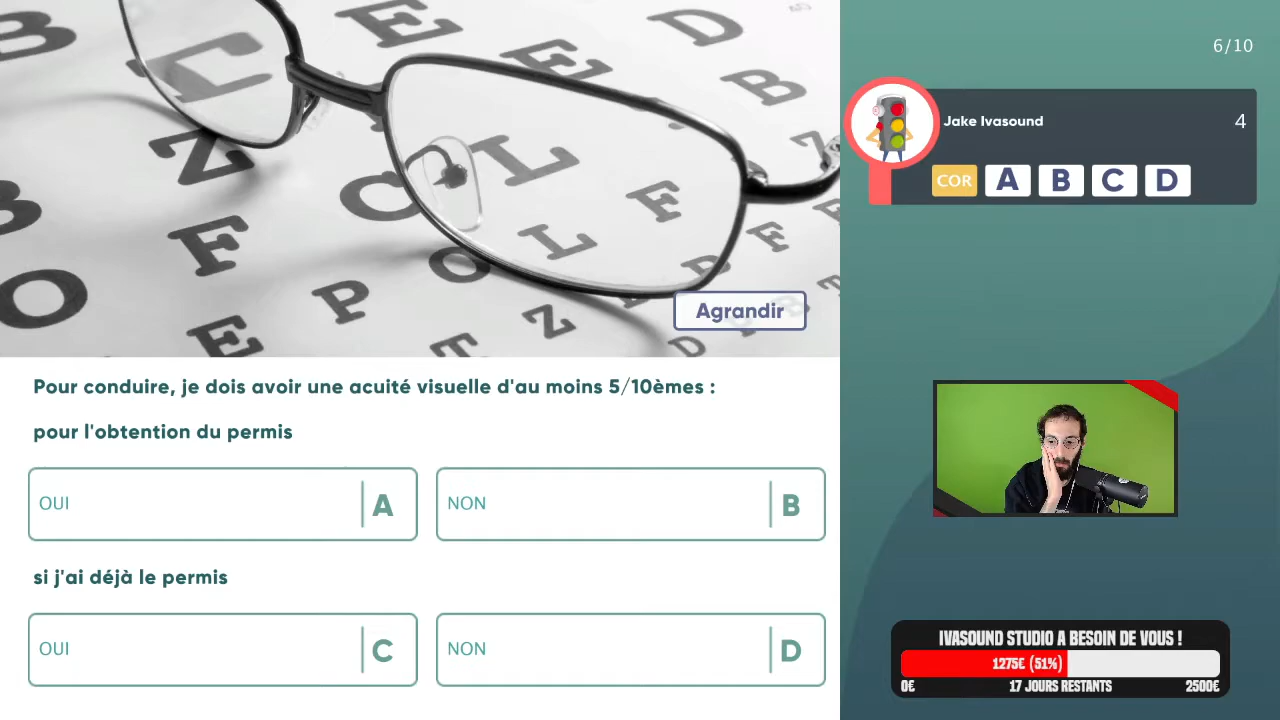 6/10
Jake Ivasound
4
COR A B C D
Agrandir
Pour conduire, je dois avoir une acuité visuelle d'au moins 5/10èmes :
pour l'obtention du permis
OUI A
NON B
si j'ai déjà le permis
OUI C
NON D
IVASOUND STUDIO A BESOIN DE VOUS !
1275€ (51%)
0€ 17 JOURS RESTANTS 2500€